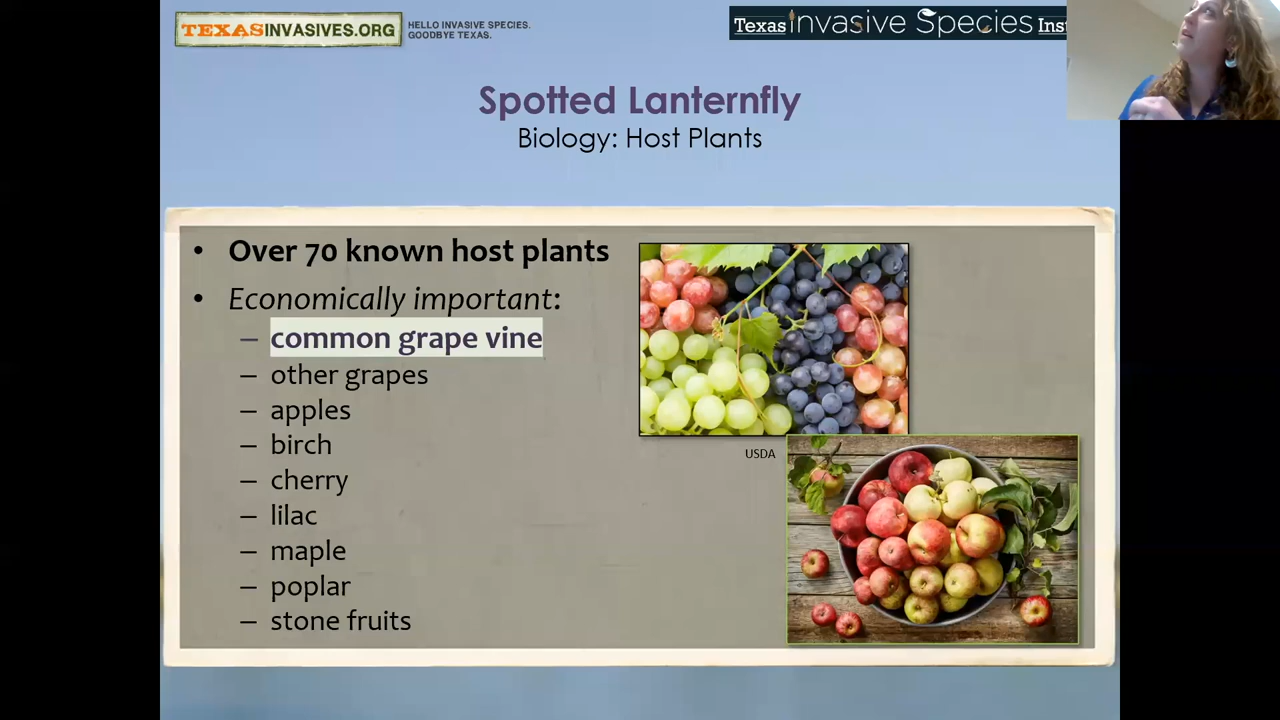 TEXASINVASIVES.ORG
HELLO INVASIVE SPECIES.
GOODBYE TEXAS.
Texas Invasive Species Inst
Spotted Lanternfly
Biology: Host Plants
• Over 70 known host plants
• Economically important:
– common grape vine
– other grapes
– apples
– birch
– cherry
– lilac
– maple
– poplar
– stone fruits
USDA